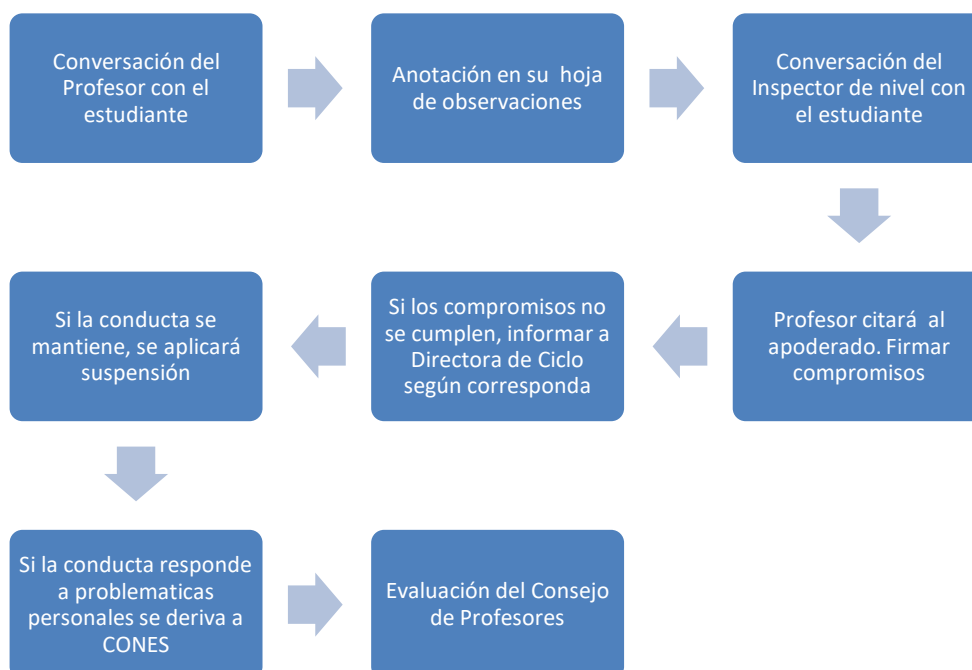 Conversación del
Profesor con el
estudiante
Anotación en su hoja
de observaciones
Conversación del
Inspector de nivel con
el estudiante
Profesor citará al
apoderado. Firmar
compromisos
Si los compromisos no
se cumplen, informar a
Directora de Ciclo
según corresponda
Si la conducta se
mantiene, se aplicará
suspensión
Si la conducta responde
a problematicas
personales se deriva a
CONES
Evaluación del Consejo
de Profesores